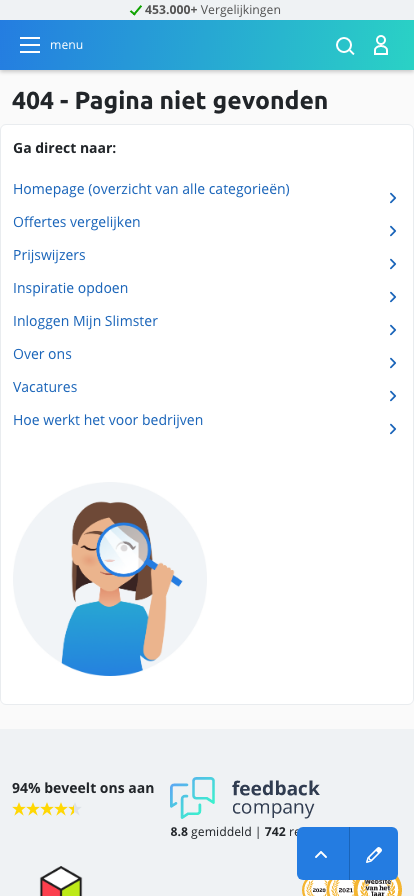 453.000+ Vergelijkingen
menu
404 - Pagina niet gevonden
Ga direct naar:
Homepage (overzicht van alle categorieën)
Offertes vergelijken
Prijswijzers
Inspiratie opdoen
Inloggen Mijn Slimster
Over ons
Vacatures
Hoe werkt het voor bedrijven
94% beveelt ons aan
feedback
company
8.8 gemiddeld | 742
Website
van het
Jaar
2020
2021